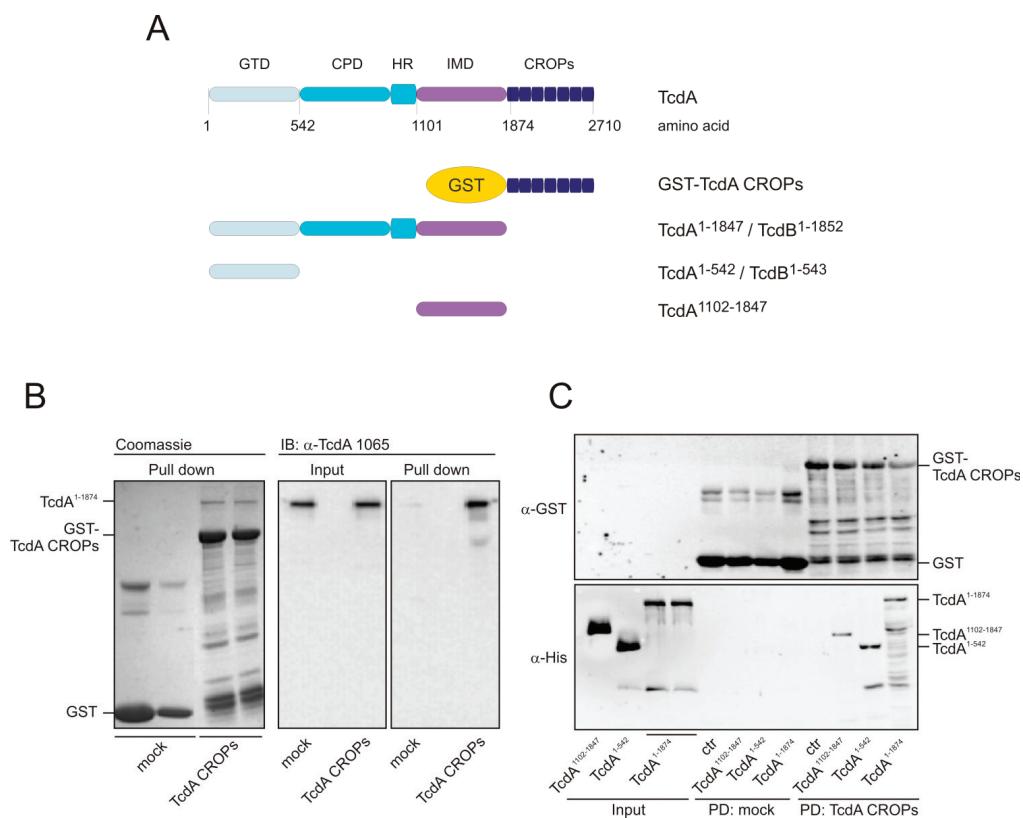 A
GTD CPD HR IMD CROPs
TcdA
1 542 1101 1874 2710 amino acid
GST GST-TcdA CROPs
TcdA1-1847 / TcdB1-1852
TcdA1-542 / TcdB1-543
TcdA1102-1847
B
Coomassie IB: α-TcdA 1065
Pull down Input Pull down
TcdA1-1874
GST-
TcdA CROPs
GST
mock TcdA CROPs mock TcdA CROPs mock TcdA CROPs
C
α-GST
GST-
TcdA CROPs
GST
α-His
TcdA1-1874
TcdA1102-1847
TcdA1-542
TcdA1102-1847 TcdA1-542 TcdA1-1874 ctr TcdA1102-1847 TcdA1-542 TcdA1-1874 ctr TcdA1102-1847 TcdA1-542 TcdA1-1874
Input PD: mock PD: TcdA CROPs